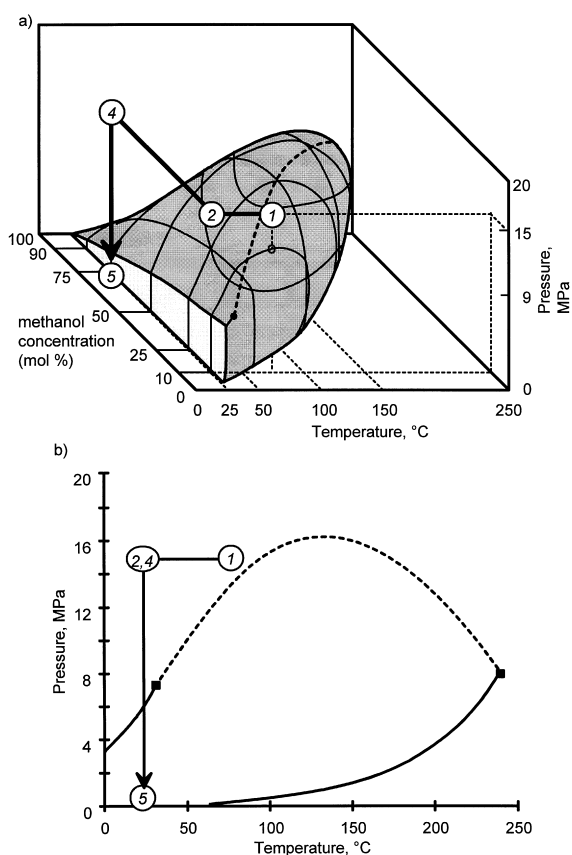 a)
4
2
1
5
20
15
9
0
Pressure,
MPa
100
90
75
50
25
10
0
methanol
concentration
(mol %)
0 25 50 100 150 250
Temperature, °C
b)
20
16
12
8
4
0
Pressure, MPa
2,4
1
5
0 50 100 150 200 250
Temperature, °C